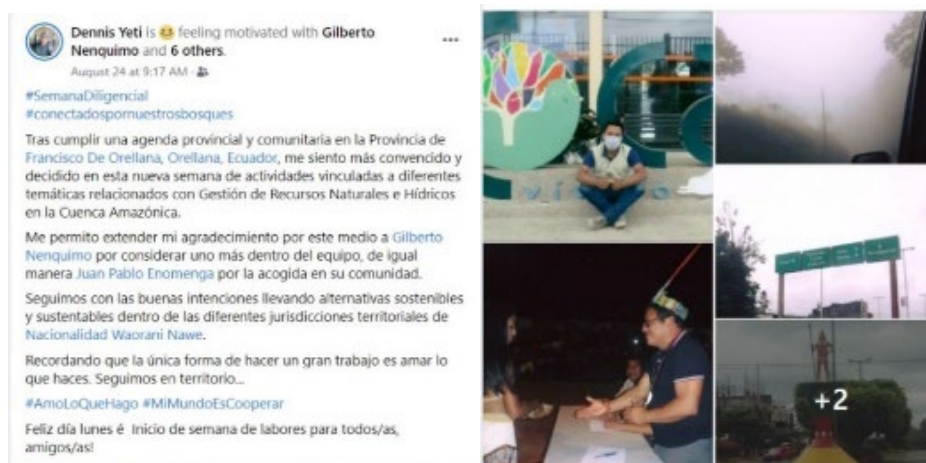 Dennis Yeti is 😊 feeling motivated with Gilberto
Nenquimo and 6 others.
August 24 at 9:17 AM ·
#SemanaDiligencial
#conectadospornuestrosbosques
Tras cumplir una agenda provincial y comunitaria en la Provincia de
Francisco De Orellana, Orellana, Ecuador, me siento más convencido y
decidido en esta nueva semana de actividades vinculadas a diferentes
temáticas relacionados con Gestión de Recursos Naturales e Hídricos
en la Cuenca Amazónica.
Me permito extender mi agradecimiento por este medio a Gilberto
Nenquimo por considerar uno más dentro del equipo, de igual
manera Juan Pablo Enomenga por la acogida en su comunidad.
Seguimos con las buenas intenciones llevando alternativas sostenibles
y sustentables dentro de las diferentes jurisdicciones territoriales de
Nacionalidad Waorani Nawe.
Recordando que la única forma de hacer un gran trabajo es amar lo
que haces. Seguimos en territorio...
#AmoLoQueHago #MiMundoEsCooperar
Feliz día lunes é Inicio de semana de labores para todos/as,
amigos/as!
+2